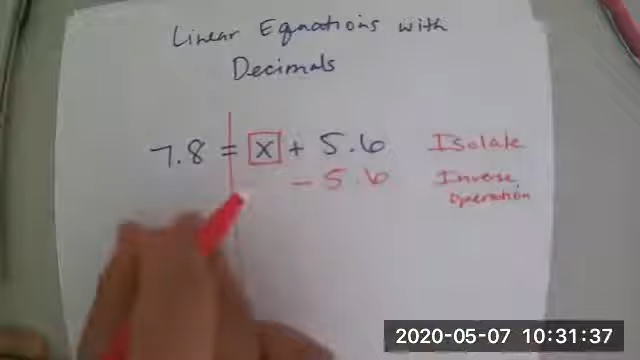 Linear Equations with
Decimals
7.8 = x + 5.6 Isolate
- 5.6 Inverse
operation
2020-05-07 10:31:37